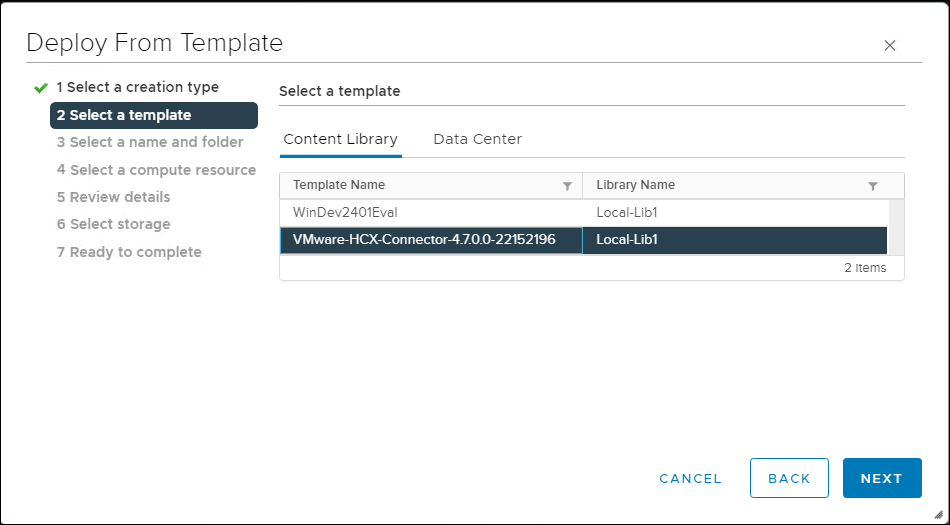 Deploy From Template
1 Select a creation type
2 Select a template
3 Select a name and folder
4 Select a compute resource
5 Review details
6 Select storage
7 Ready to complete
Select a template
Content Library Data Center
Template Name Library Name
WinDev2401Eval Local-Lib1
VMware-HCX-Connector-4.7.0.0-22152196 Local-Lib1
2 items
CANCEL BACK NEXT